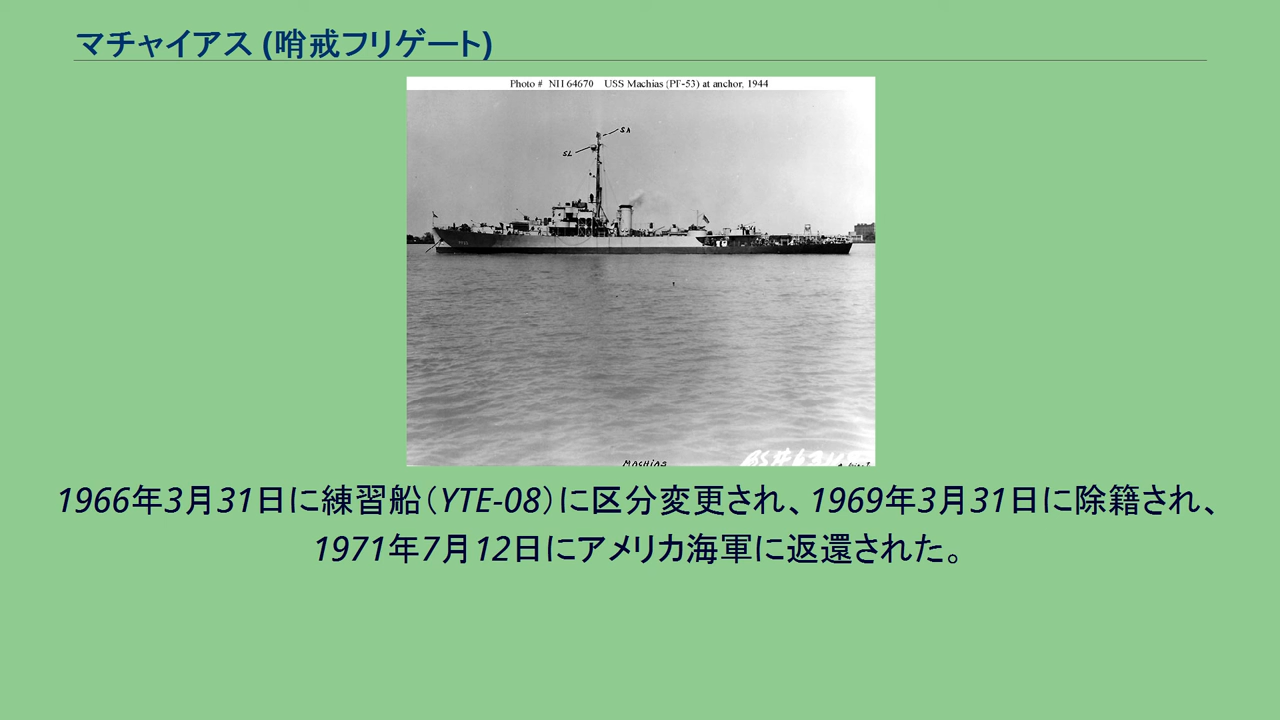 マチャイアス (哨戒フリゲート)
Photo # NH 64670 USS Machias (PF-53) at anchor, 1944
SA
SL
MACHIAS
1966年3月31日に練習船（YTE-08）に区分変更され、1969年3月31日に除籍され、
1971年7月12日にアメリカ海軍に返還された。